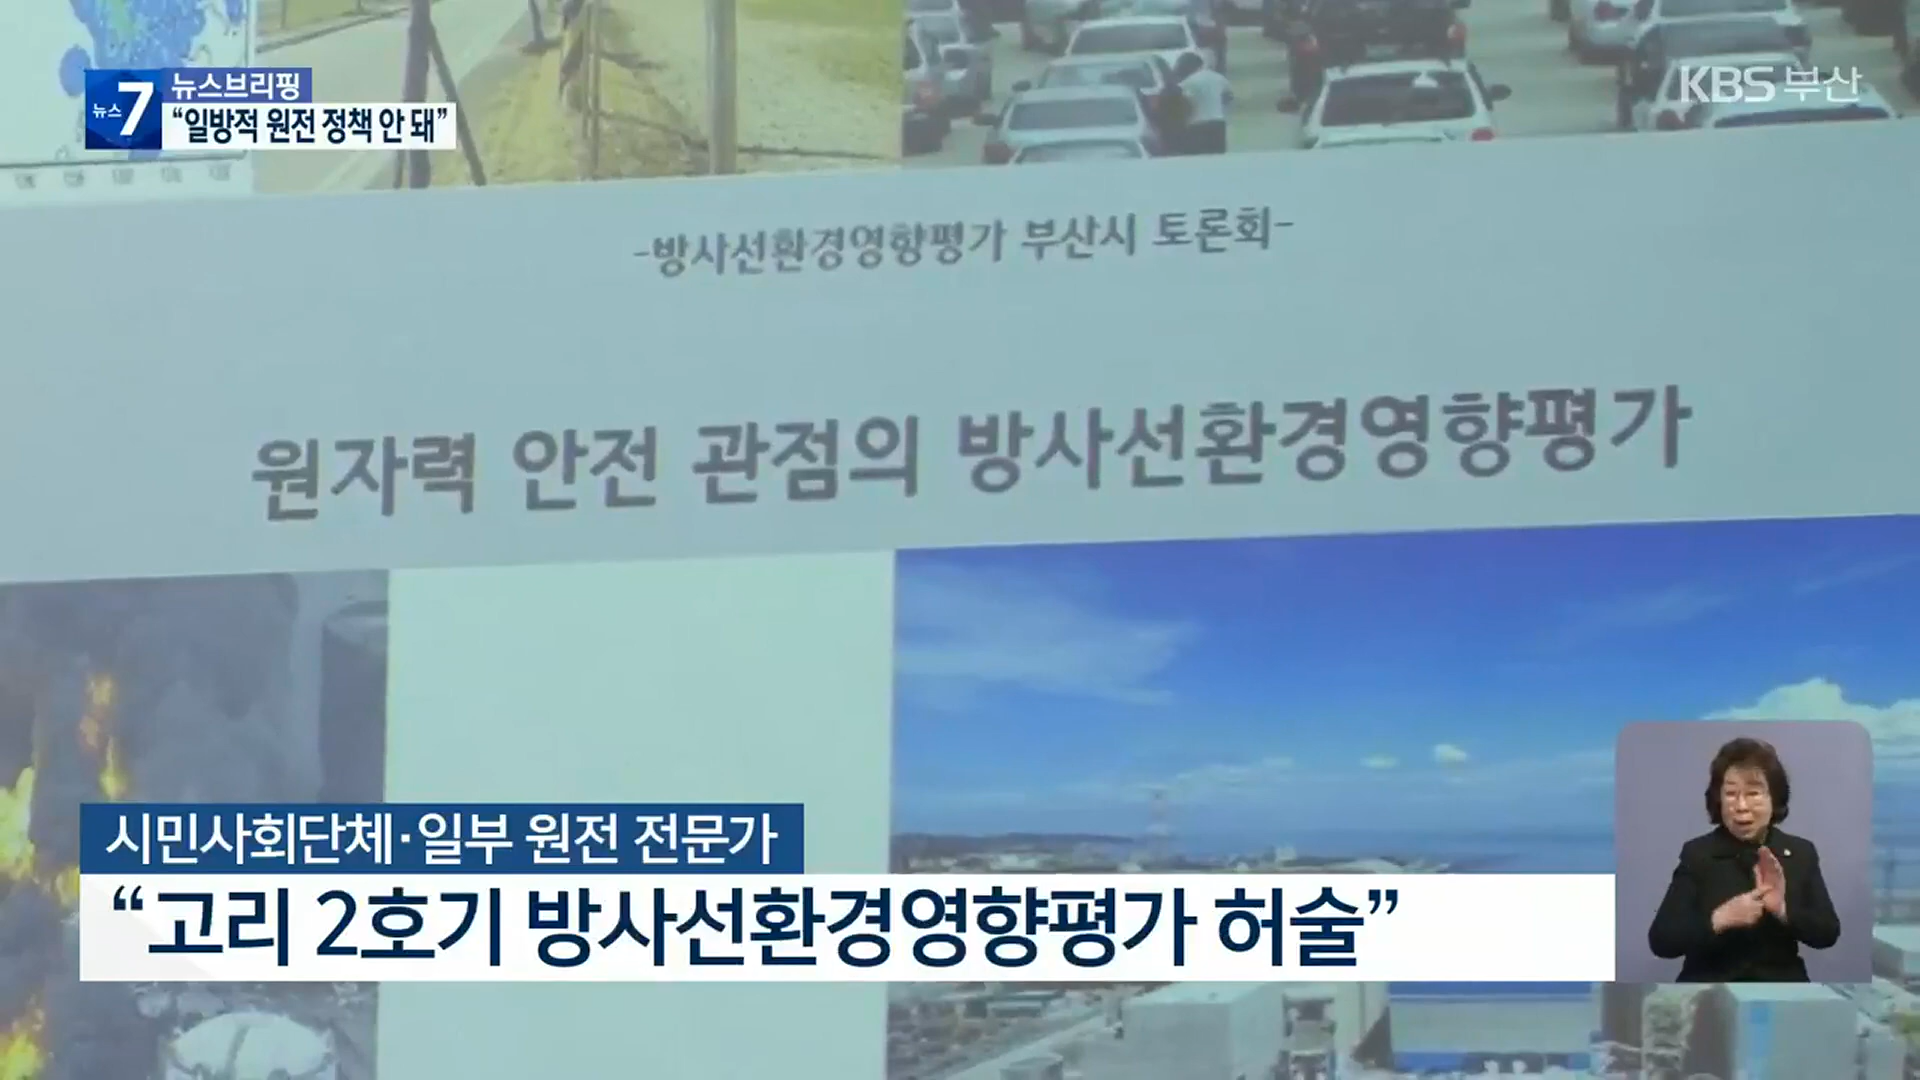 뉴스브리핑
뉴스 7
“일방적 원전 정책 안 돼”
KBS 부산
-방사선환경영향평가 부산시 토론회-
원자력 안전 관점의 방사선환경영향평가
시민사회단체·일부 원전 전문가
“고리 2호기 방사선환경영향평가 허술”